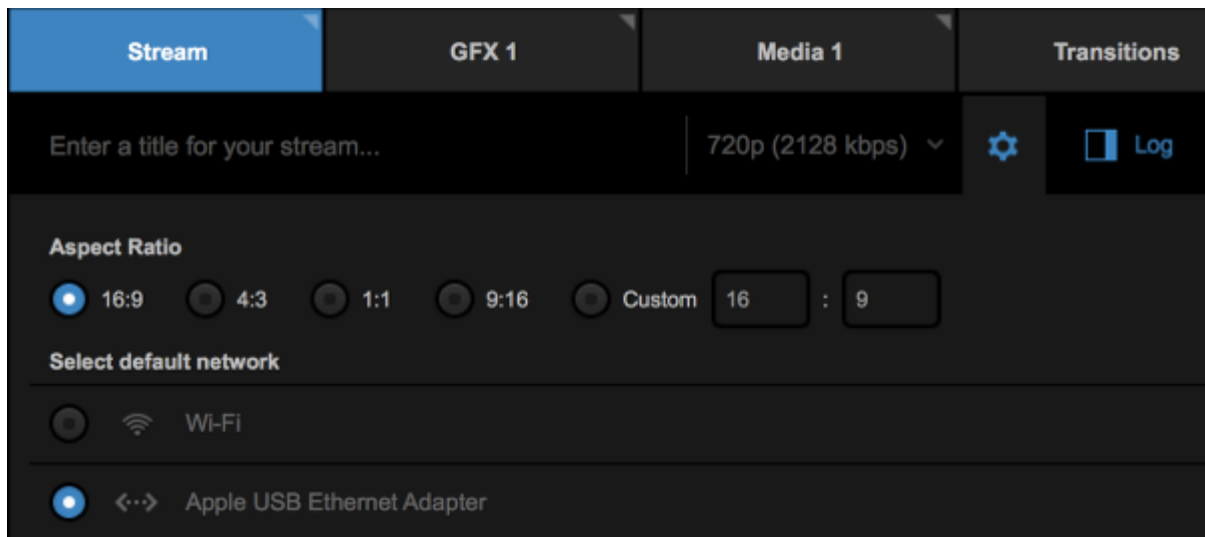 Stream GFX 1 Media 1 Transitions
Enter a title for your stream... 720p (2128 kbps) Log
Aspect Ratio
16:9 4:3 1:1 9:16 Custom 16 : 9
Select default network
Wi-Fi
Apple USB Ethernet Adapter